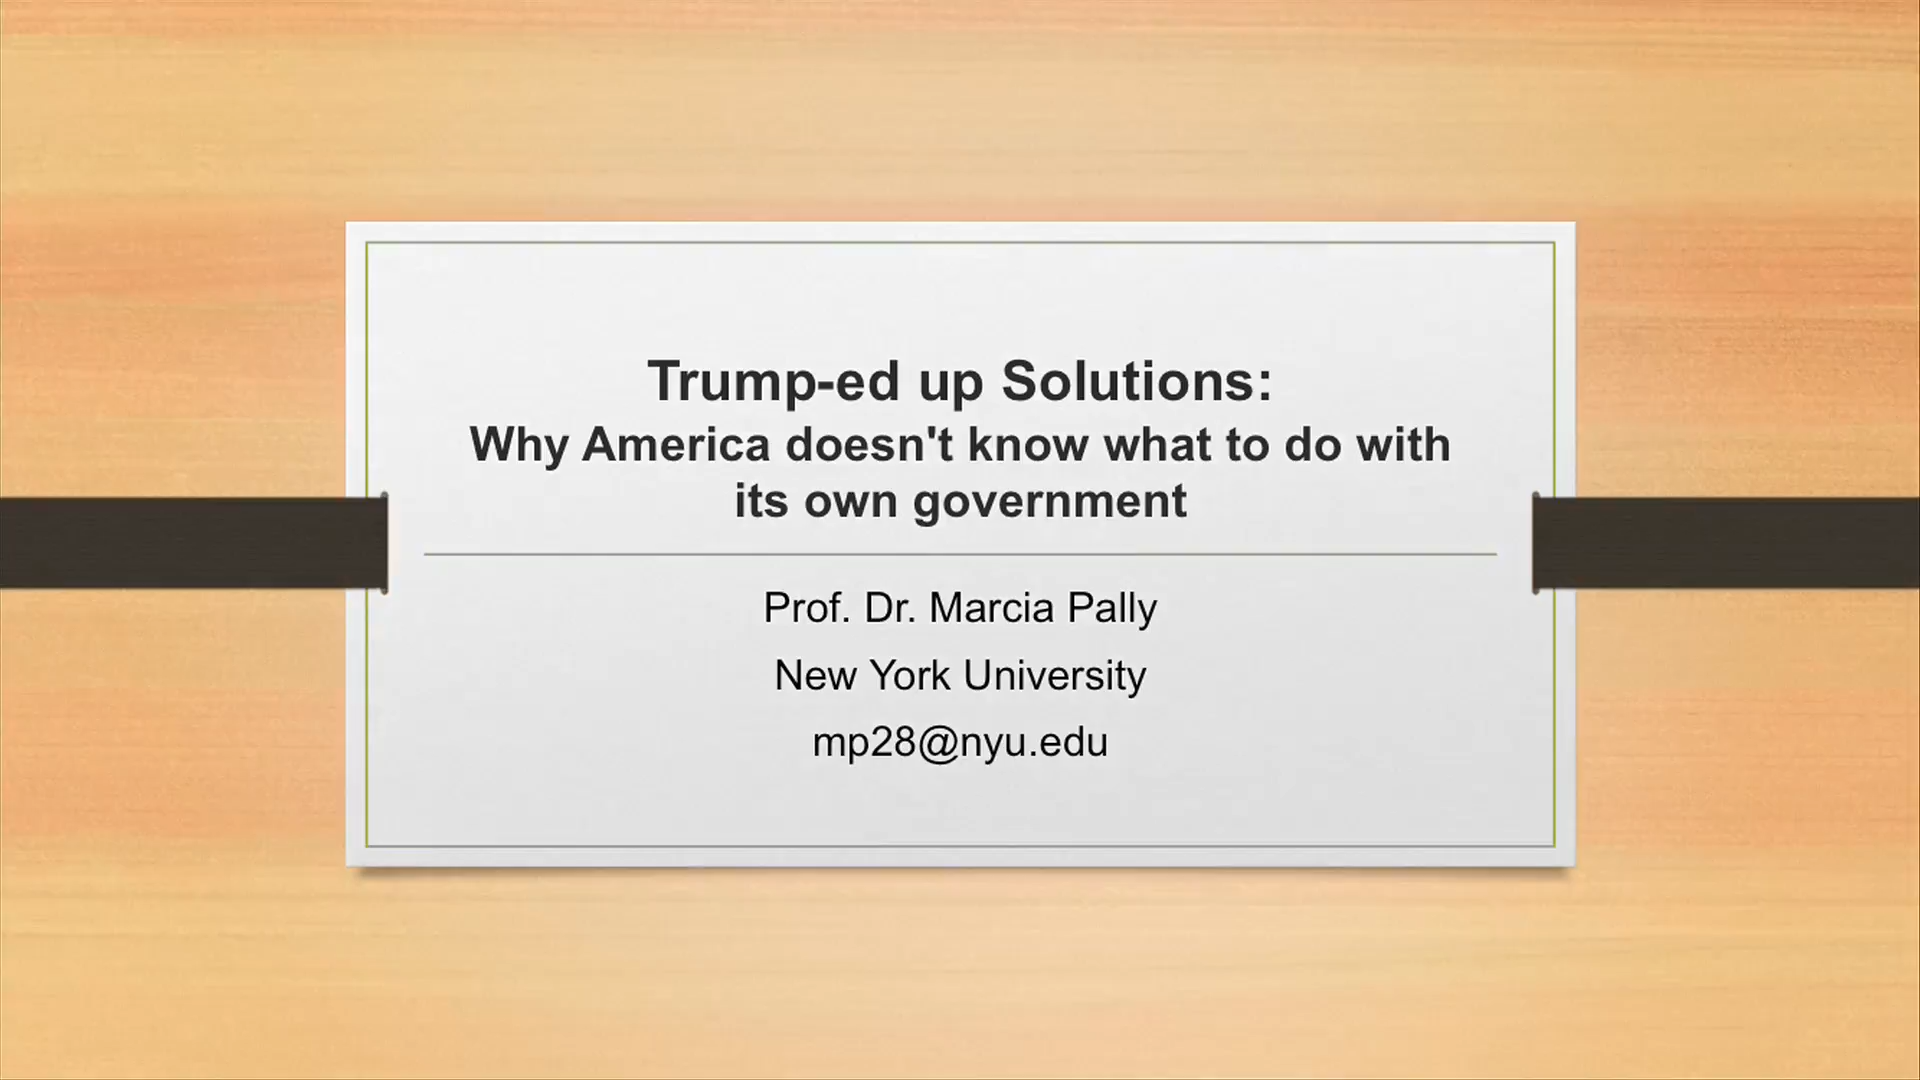 Trump-ed up Solutions:
Why America doesn't know what to do with
its own government
Prof. Dr. Marcia Pally
New York University
mp28@nyu.edu